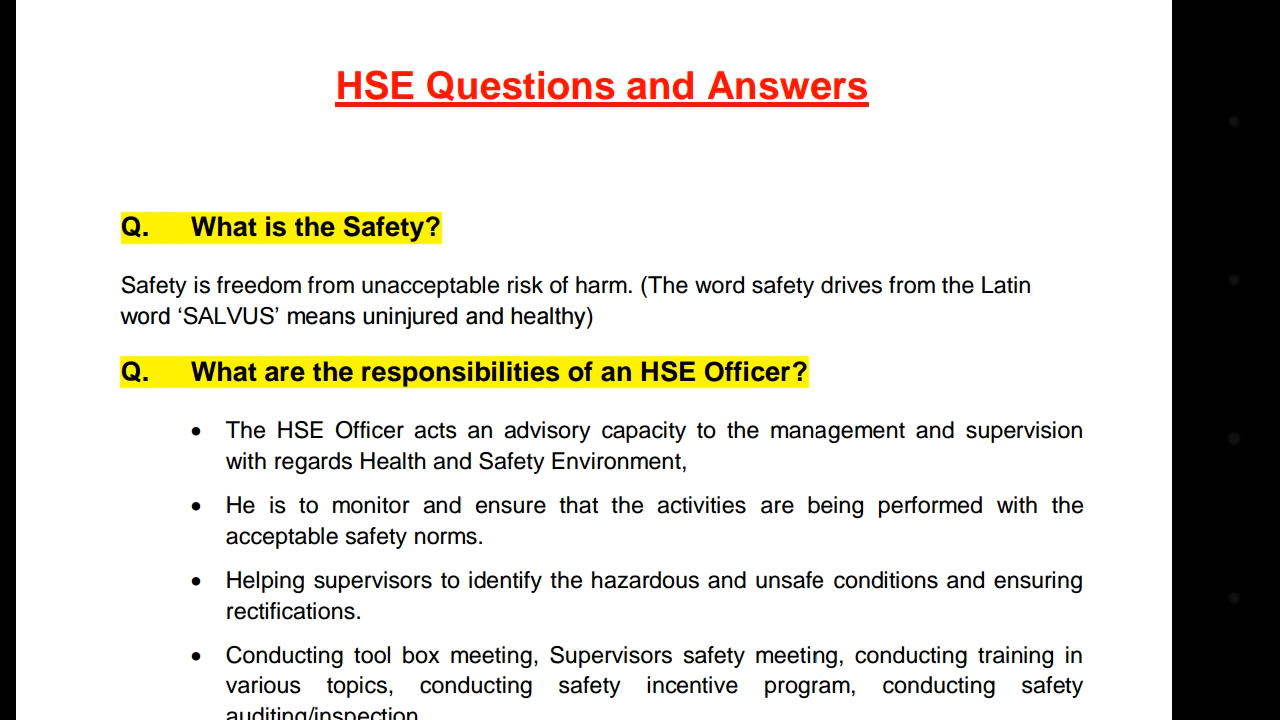 HSE Questions and Answers
Q. What is the Safety?
Safety is freedom from unacceptable risk of harm. (The word safety drives from the Latin
word ‘SALVUS’ means uninjured and healthy)
Q. What are the responsibilities of an HSE Officer?
• The HSE Officer acts an advisory capacity to the management and supervision
with regards Health and Safety Environment,
• He is to monitor and ensure that the activities are being performed with the
acceptable safety norms.
• Helping supervisors to identify the hazardous and unsafe conditions and ensuring
rectifications.
• Conducting tool box meeting, Supervisors safety meeting, conducting training in
various topics, conducting safety incentive program, conducting safety
auditing/inspection